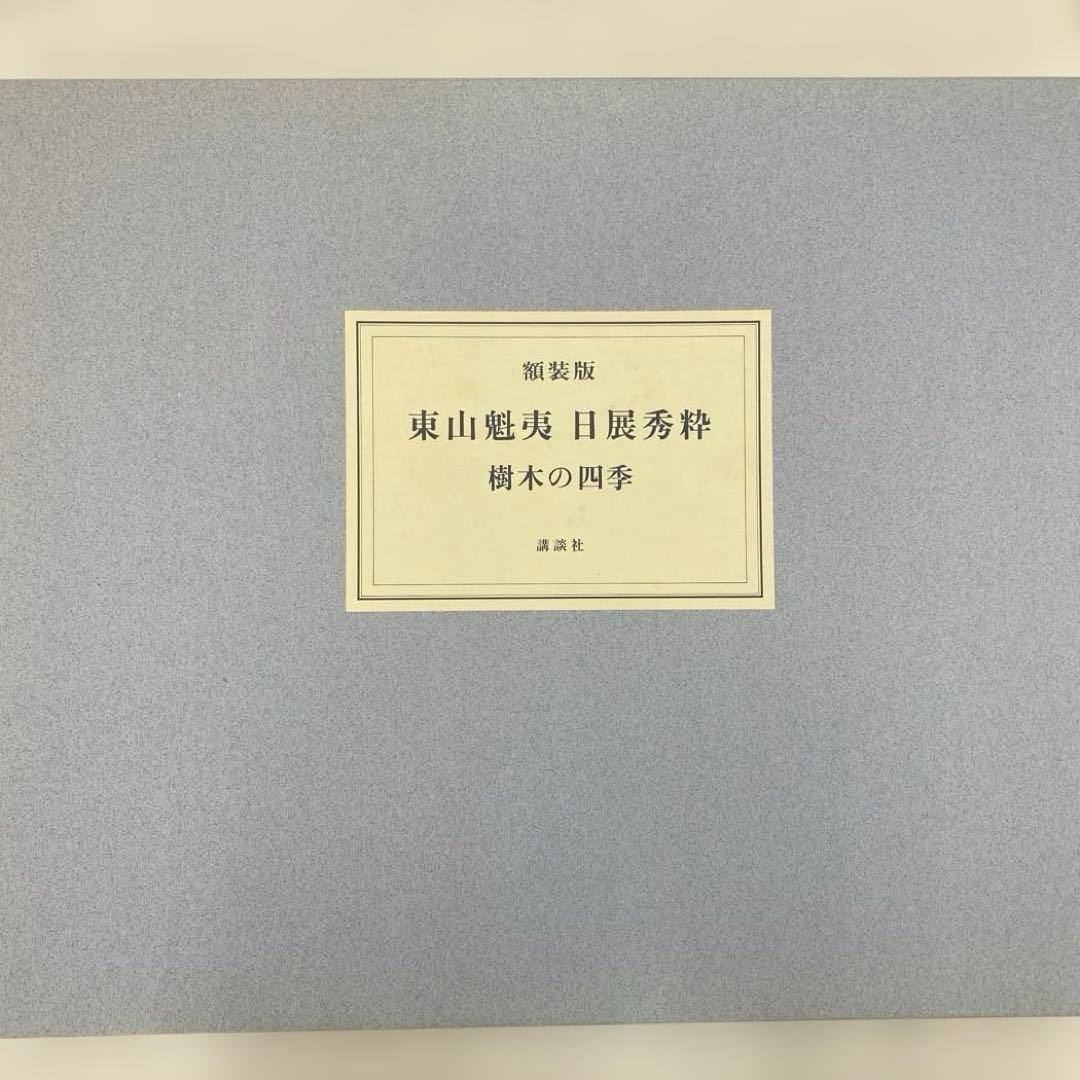 額装版
東山魁夷 日展秀粋
樹木の四季
講談社